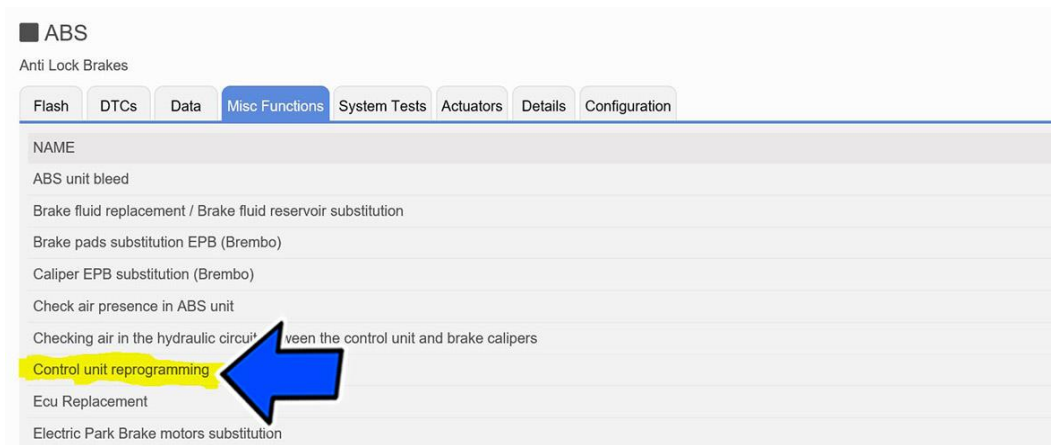 ABS
Anti Lock Brakes
Flash DTCs Data Misc Functions System Tests Actuators Details Configuration
NAME
ABS unit bleed
Brake fluid replacement / Brake fluid reservoir substitution
Brake pads substitution EPB (Brembo)
Caliper EPB substitution (Brembo)
Check air presence in ABS unit
Checking air in the hydraulic circuit the control unit and brake calipers
Control unit reprogramming
Ecu Replacement
Electric Park Brake motors substitution